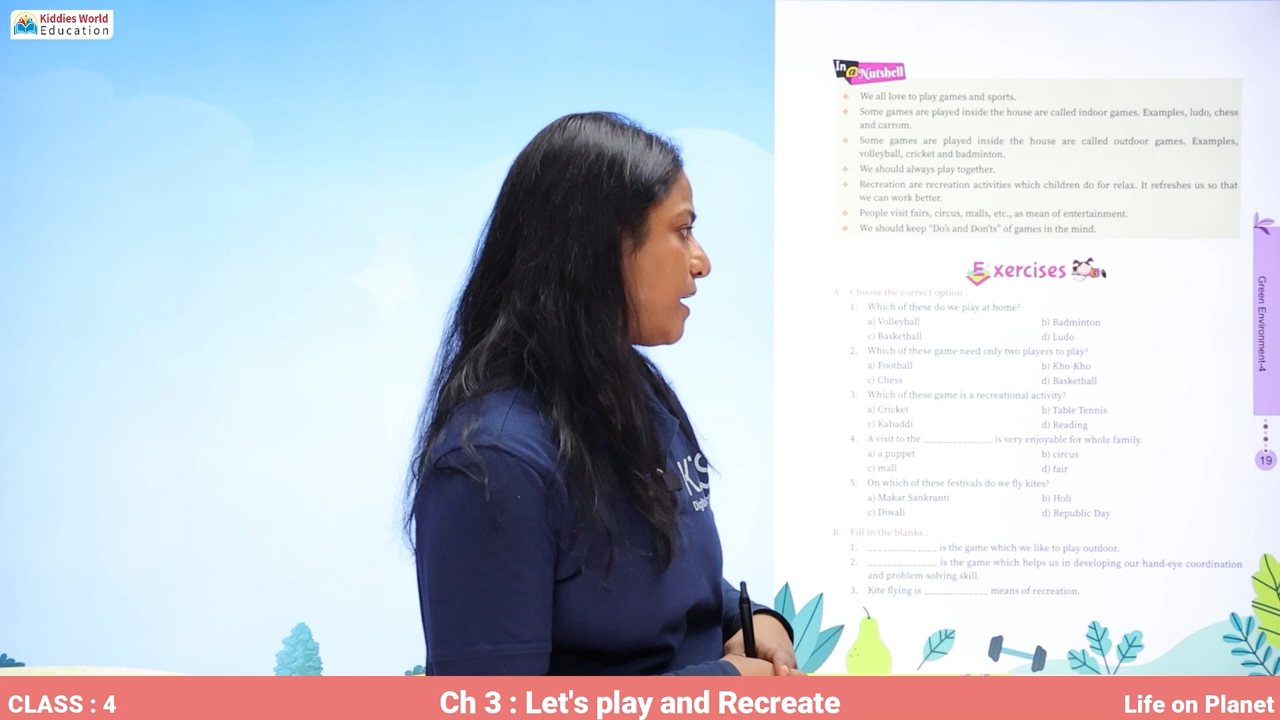 Kiddies World
Education
In a Nutshell
We all love to play games and sports.
Some games are played inside the house are called indoor games. Examples, ludo, chess
and carrom.
Some games are played inside the house are called outdoor games. Examples,
volleyball, cricket and badminton.
We should always play together.
Recreation are recreation activities which children do for relax. It refreshes us so that
we can work better.
People visit fairs, circus, malls, etc., as mean of entertainment.
We should keep “Do's and Don'ts” of games in the mind.
Exercises
A. Choose the correct option :
1. Which of these do we play at home?
a) Volleyball b) Badminton
c) Basketball d) Ludo
2. Which of these game need only two players to play?
a) Football b) Kho-Kho
c) Chess d) Basketball
3. Which of these game is a recreational activity?
a) Cricket b) Table Tennis
c) Kabaddi d) Reading
4. A visit to the _____________ is very enjoyable for whole family.
a) a puppet b) circus
c) mall d) fair
5. On which of these festivals do we fly kites?
a) Makar Sankranti b) Holi
c) Diwali d) Republic Day
B. Fill in the blanks :
1. _____________ is the game which we like to play outdoor.
2. _____________ is the game which helps us in developing our hand-eye coordination
and problem-solving skill.
3. Kite flying is ____________ means of recreation.
Green Environment-4
19
CLASS : 4
Ch 3 : Let's play and Recreate
Life on Planet